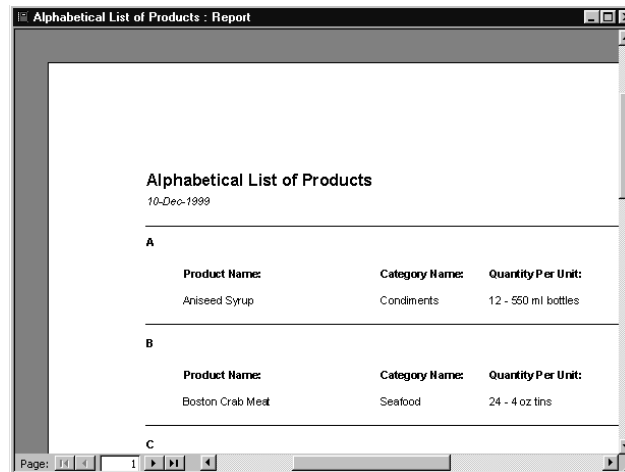 Alphabetical List of Products : Report
Alphabetical List of Products
10-Dec-1999
A
Product Name: Category Name: Quantity Per Unit:
Aniseed Syrup Condiments 12 - 550 ml bottles
B
Product Name: Category Name: Quantity Per Unit:
Boston Crab Meat Seafood 24 - 4 oz tins
C
Page: 1